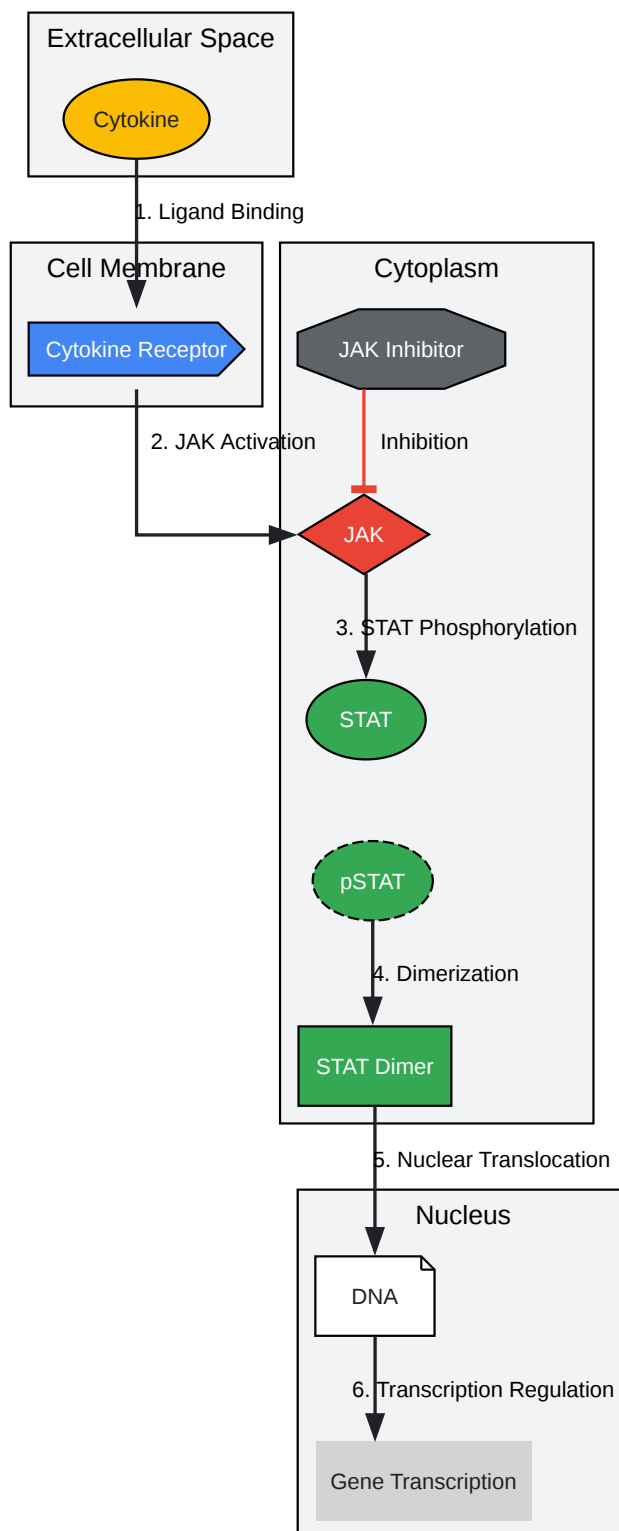 Extracellular Space
Cytokine
1. Ligand Binding
Cell Membrane
Cytoplasm
Cytokine Receptor
JAK Inhibitor
2. JAK Activation
Inhibition
JAK
3. STAT Phosphorylation
STAT
pSTAT
4. Dimerization
STAT Dimer
5. Nuclear Translocation
Nucleus
DNA
6. Transcription Regulation
Gene Transcription